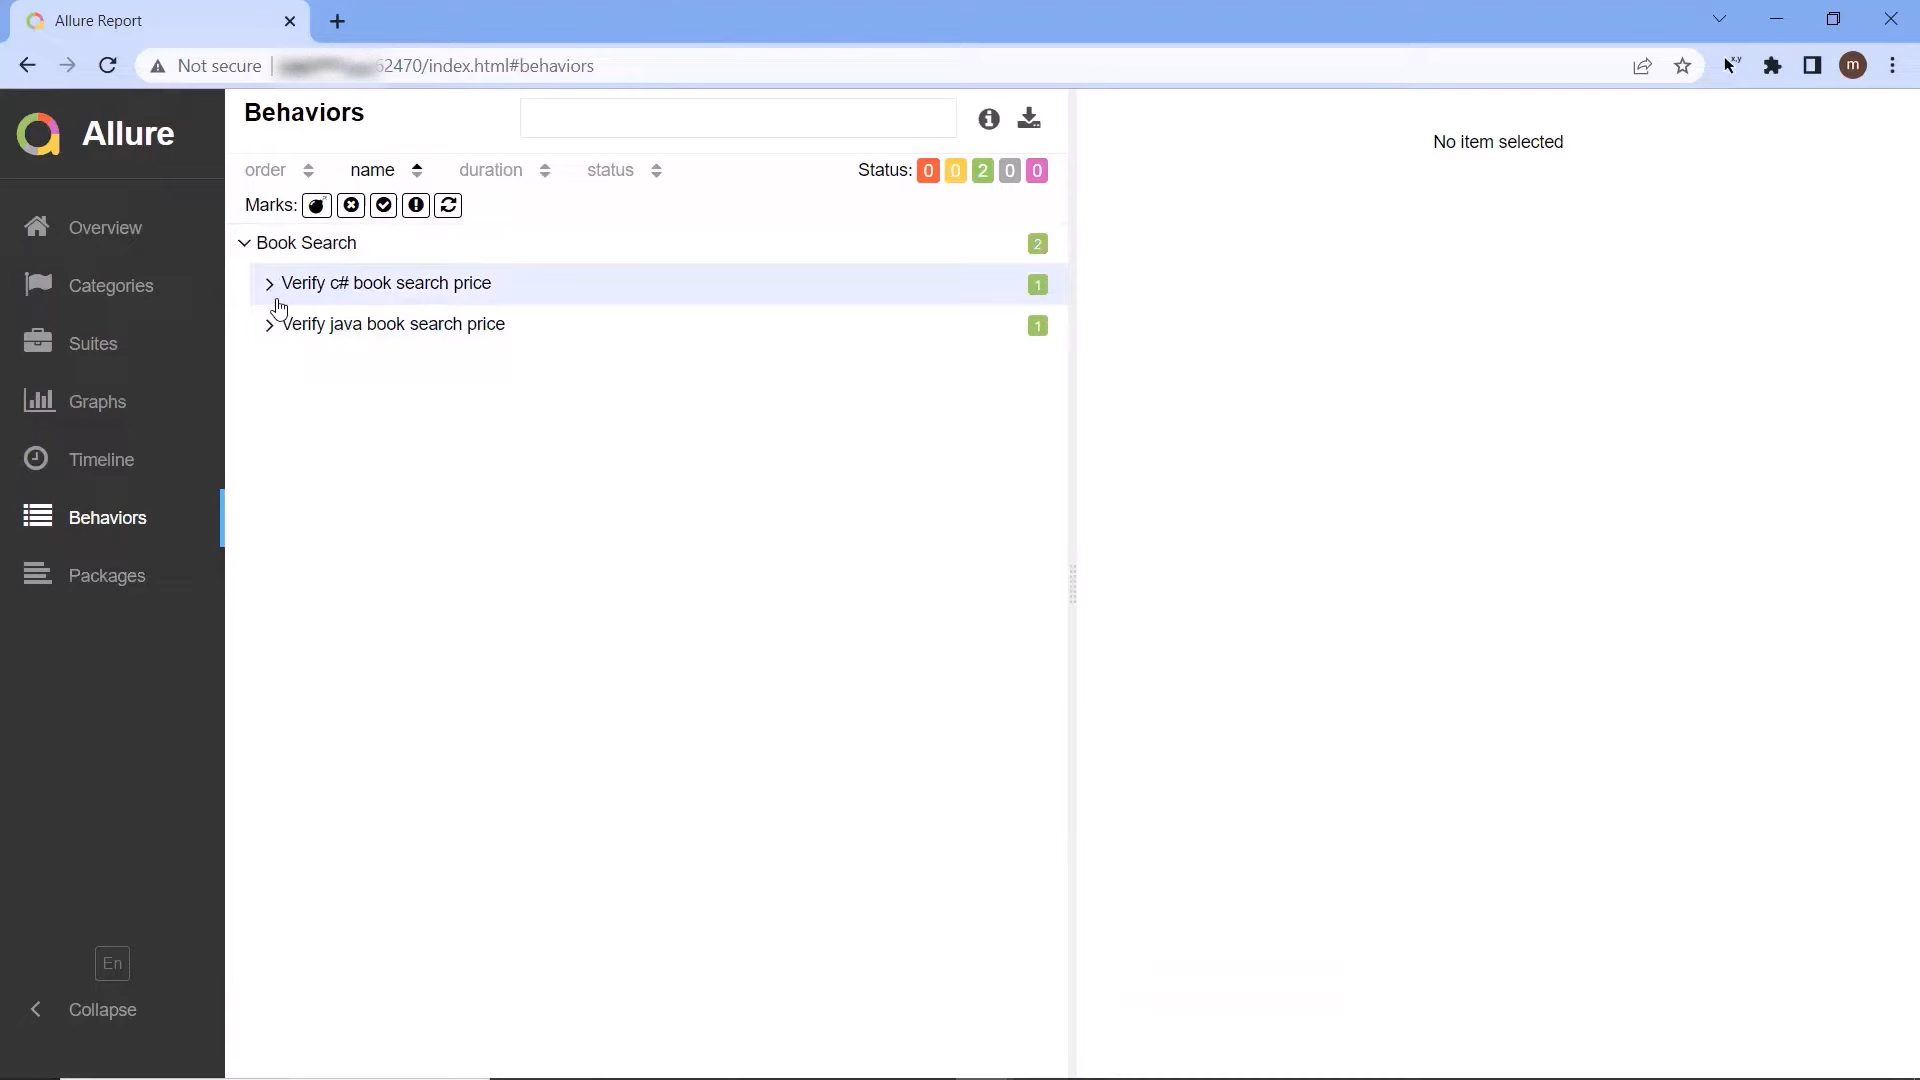 Allure Report
Not secure 62470/index.html#behaviors
m
Allure
Overview
Categories
Suites
Graphs
Timeline
Behaviors
Packages
En
Collapse
Behaviors
order name duration status Status: 0 0 2 0 0
Marks:
Book Search 2
Verify c# book search price 1
Verify java book search price 1
No item selected